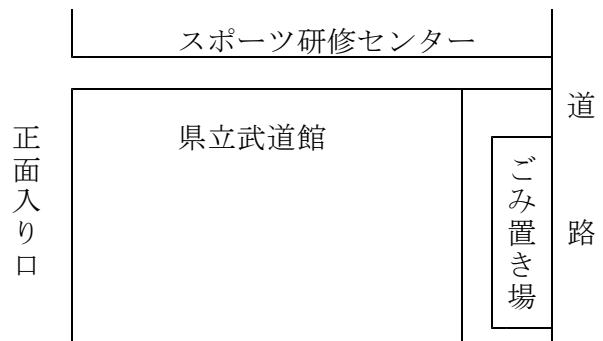 スポーツ研修センター
県立武道館
正面入り口
ごみ置き場
道路